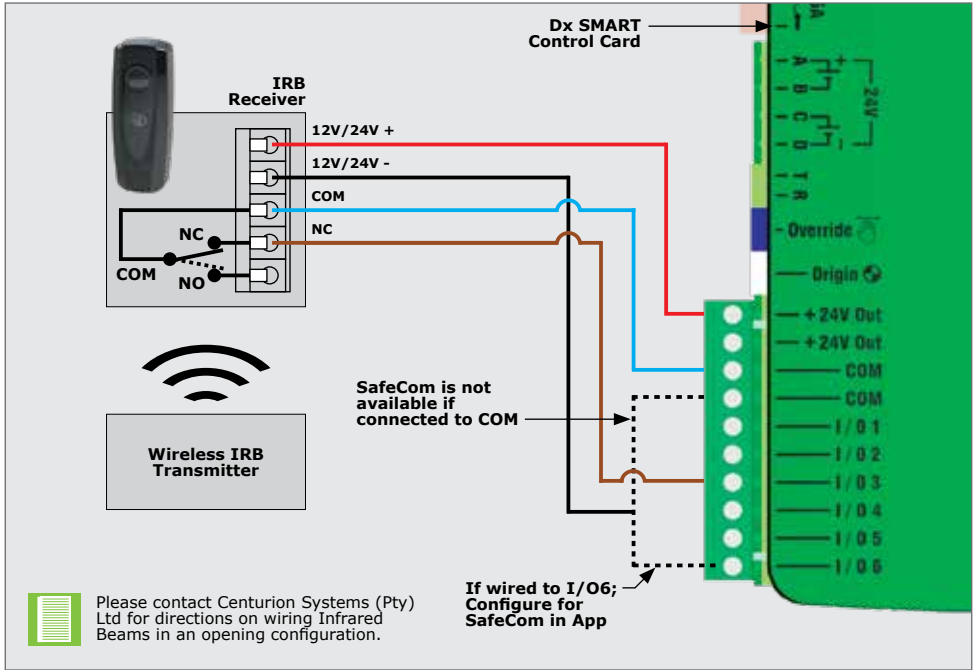 Dx SMART
Control Card
IRB
Receiver
12V/24V +
12V/24V -
COM
NC
NC
COM
NO
Wireless IRB
Transmitter
SafeCom is not
available if
connected to COM
If wired to I/O6;
Configure for
SafeCom in App
A
+
B
C
D
-
24V
T
R
Override
Origin
+ 24V Out
+ 24V Out
COM
COM
I/O 1
I/O 2
I/O 3
I/O 4
I/O 5
I/O 6
Please contact Centurion Systems (Pty)
Ltd for directions on wiring Infrared
Beams in an opening configuration.